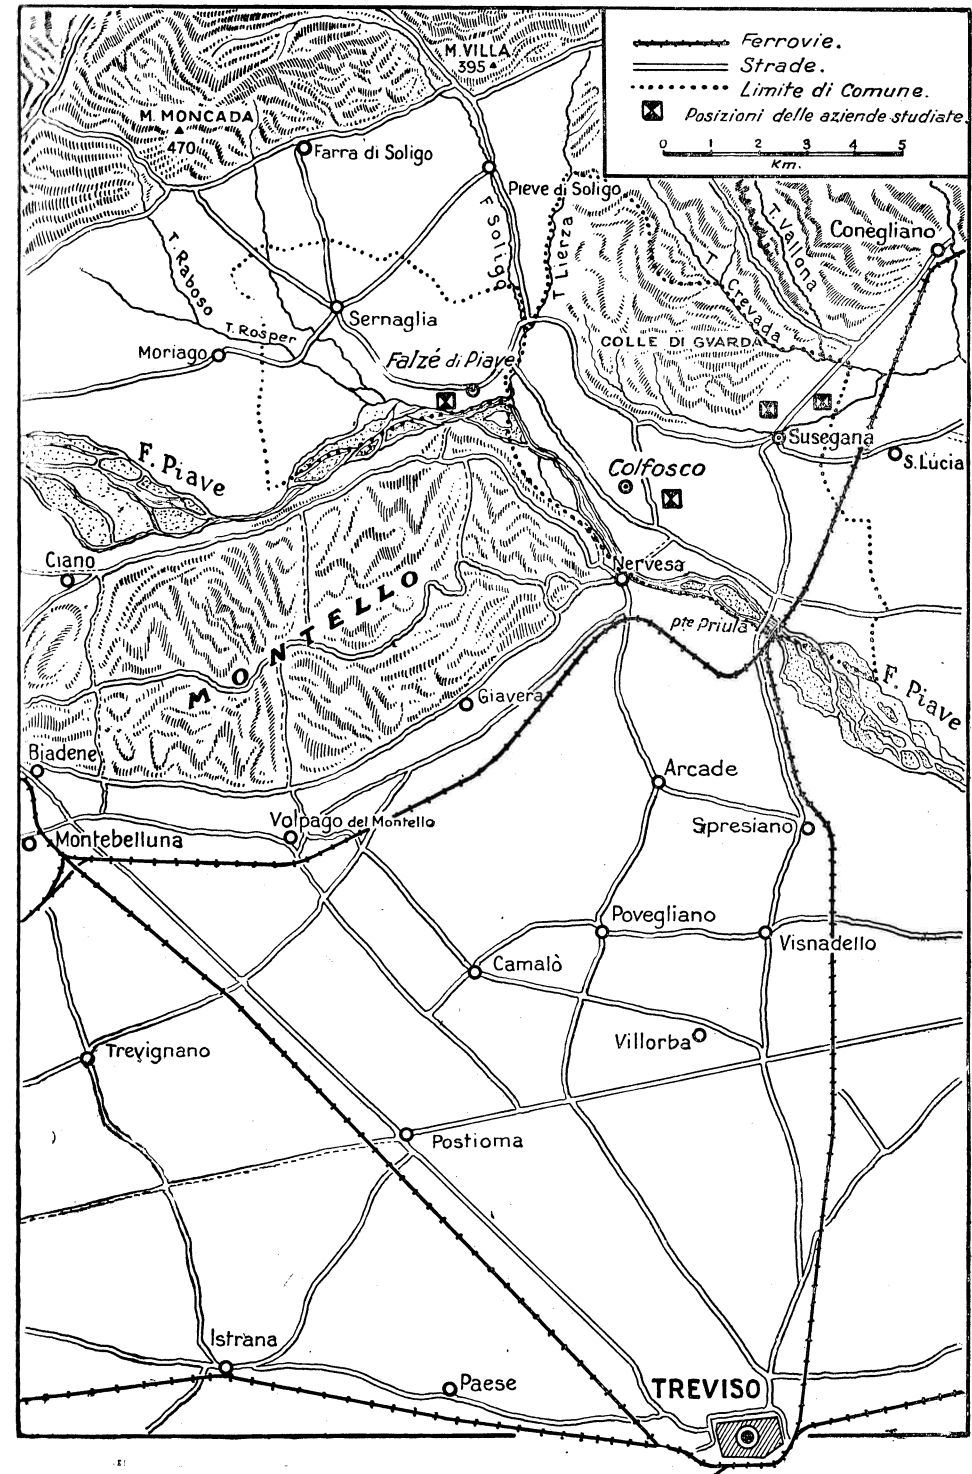 Ferrovie.
Strade.
Limite di Comune.
Posizioni delle aziende studiate.
0 1 2 3 4 5
Km.
M. VILLA
395
M. MONCADA
470
Farra di Soligo
Pieve di Soligo
F. Soligo
T. Lierza
T. Vallona
Conegliano
T. Raboso
T. Crevada
T. Rosper
Sernaglia
Moriago
COLLE DI GVARDA
Falzé di Piave
Susegana
S. Lucia
F. Piave
Colfosco
Ciano
Nervesa
MONTELLO
Pte Priula
F. Piave
Giavera
Biadene
Arcade
Volpago del Montello
Spresiano
Montebelluna
Povegliano
Visnadello
Camalò
Villorba
Trevignano
Postioma
Istrana
Paese
TREVISO